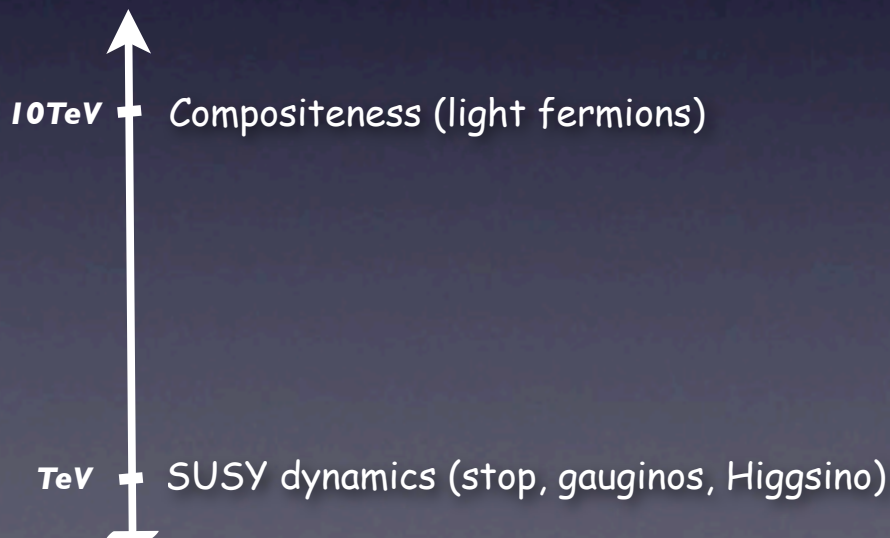 10TeV Compositeness (light fermions)
TeV SUSY dynamics (stop, gauginos, Higgsino)